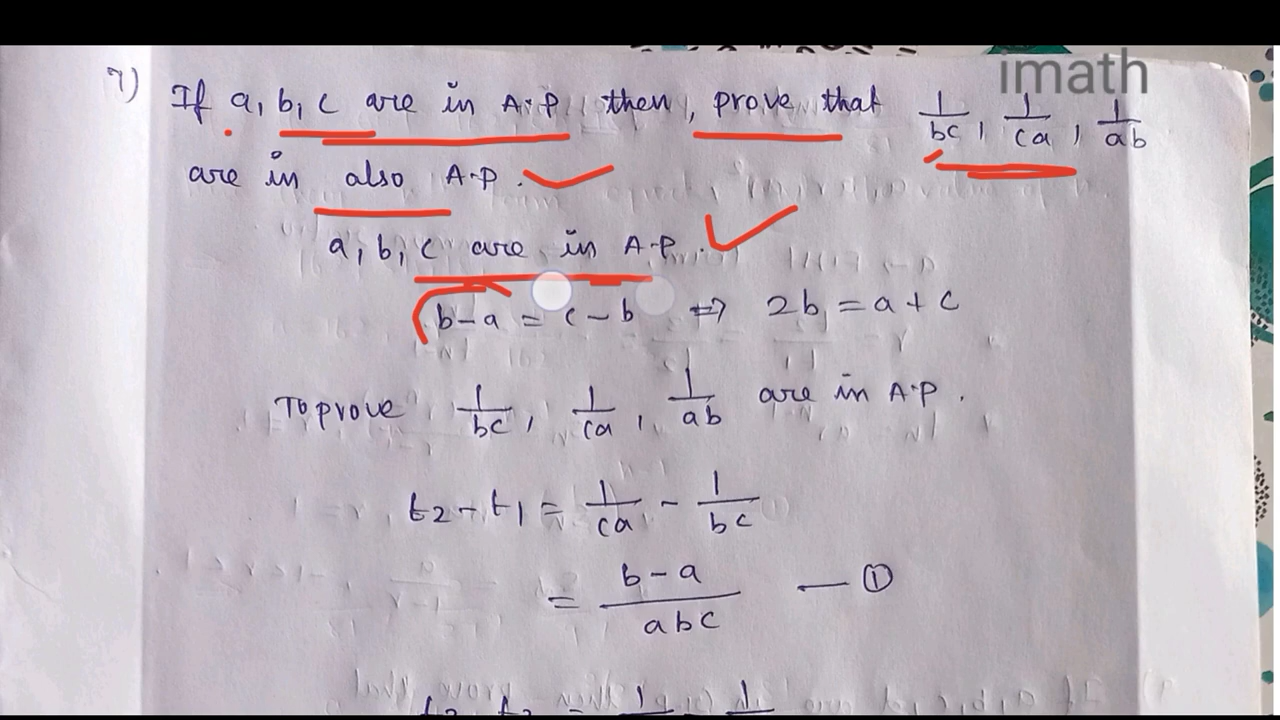 imath
7) If a, b, c are in A.P. then, prove that 1/bc, 1/ca, 1/ab
are in also A.P.
a, b, c are in A.P.
b-a = c-b ⇒ 2b = a+c
To prove 1/bc, 1/ca, 1/ab are in A.P.
t2-t1 = 1/ca - 1/bc
= b-a/abc — ①